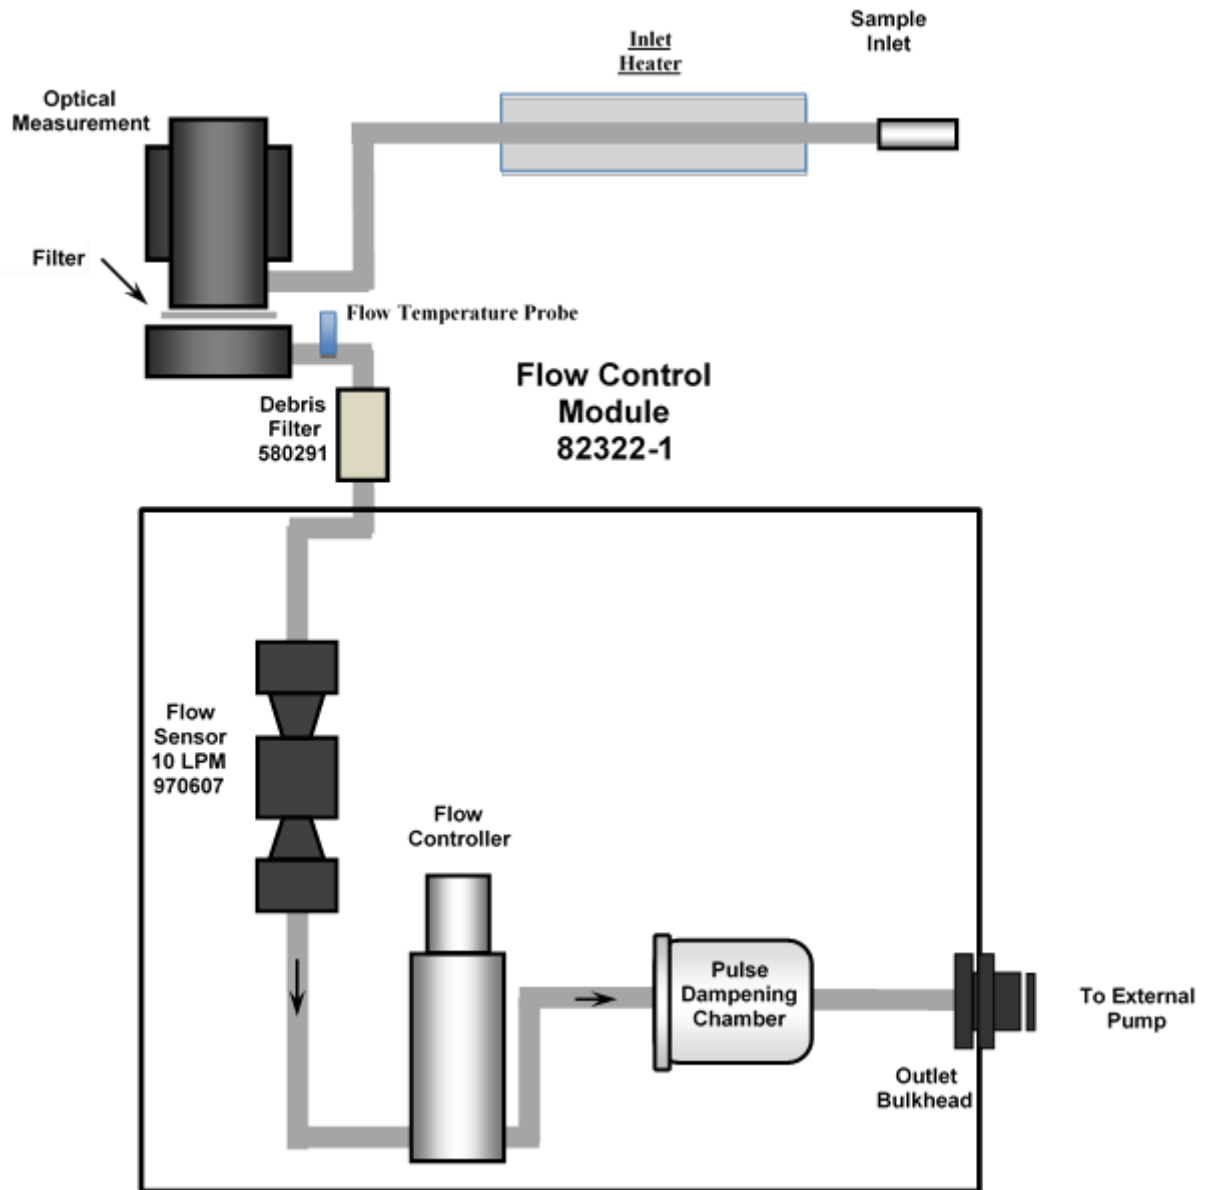 Sample
Inlet
Inlet
Heater
Optical
Measurement
Filter
Flow Temperature Probe
Flow Control
Module
82322-1
Debris
Filter
580291
Flow
Sensor
10 LPM
970607
Flow
Controller
Pulse
Dampening
Chamber
To External
Pump
Outlet
Bulkhead